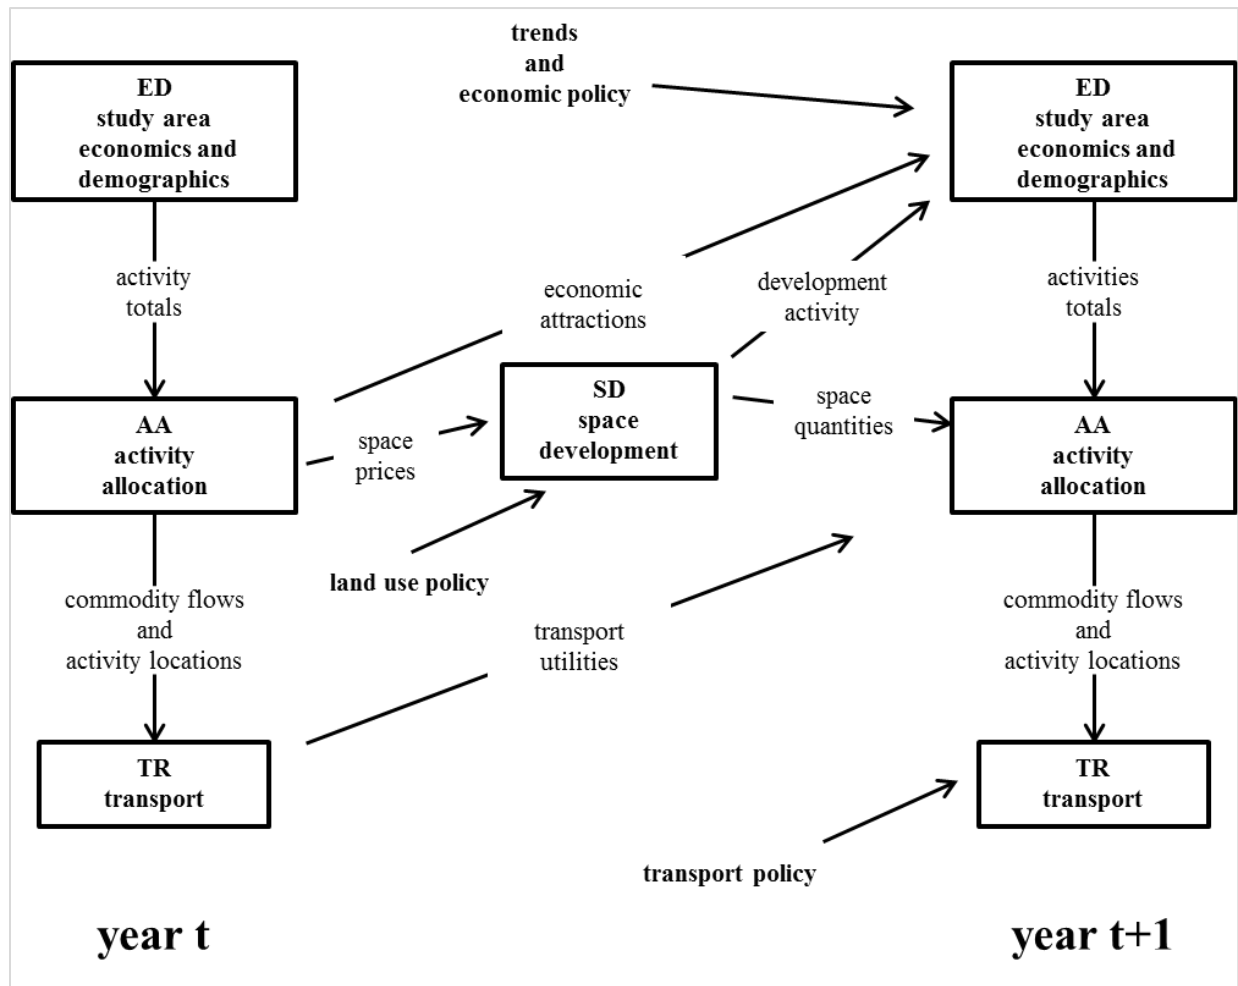 trends
and
economic policy
ED
study area
economics and
demographics
ED
study area
economics and
demographics
activity
totals
economic
attractions
development
activity
activities
totals
AA
activity
allocation
space
prices
SD
space
development
space
quantities
AA
activity
allocation
land use policy
commodity flows
and
activity locations
transport
utilities
commodity flows
and
activity locations
TR
transport
TR
transport
transport policy
year t
year t+1